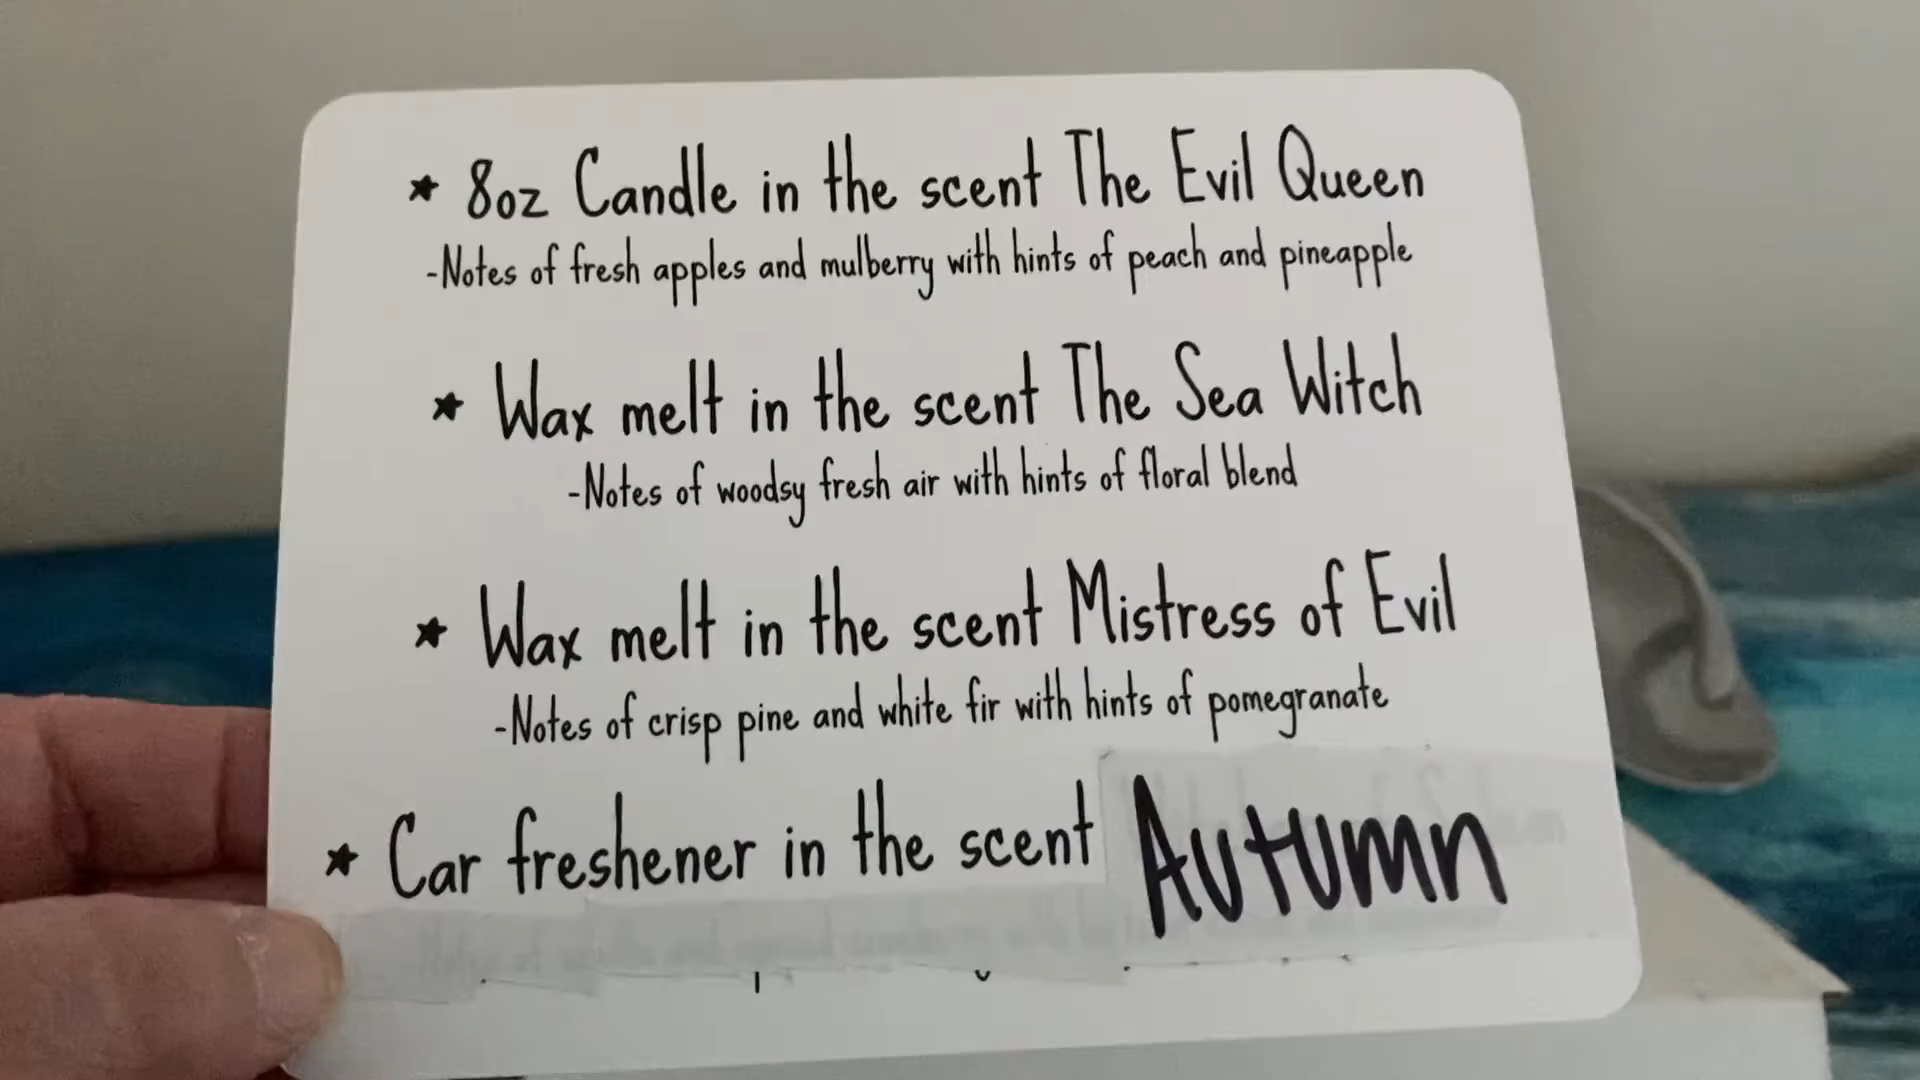 * 8oz Candle in the scent The Evil Queen
-Notes of fresh apples and mulberry with hints of peach and pineapple
* Wax melt in the scent The Sea Witch
-Notes of woodsy fresh air with hints of floral blend
* Wax melt in the scent Mistress of Evil
-Notes of crisp pine and white fir with hints of pomegranate
* Car freshener in the scent Autumn